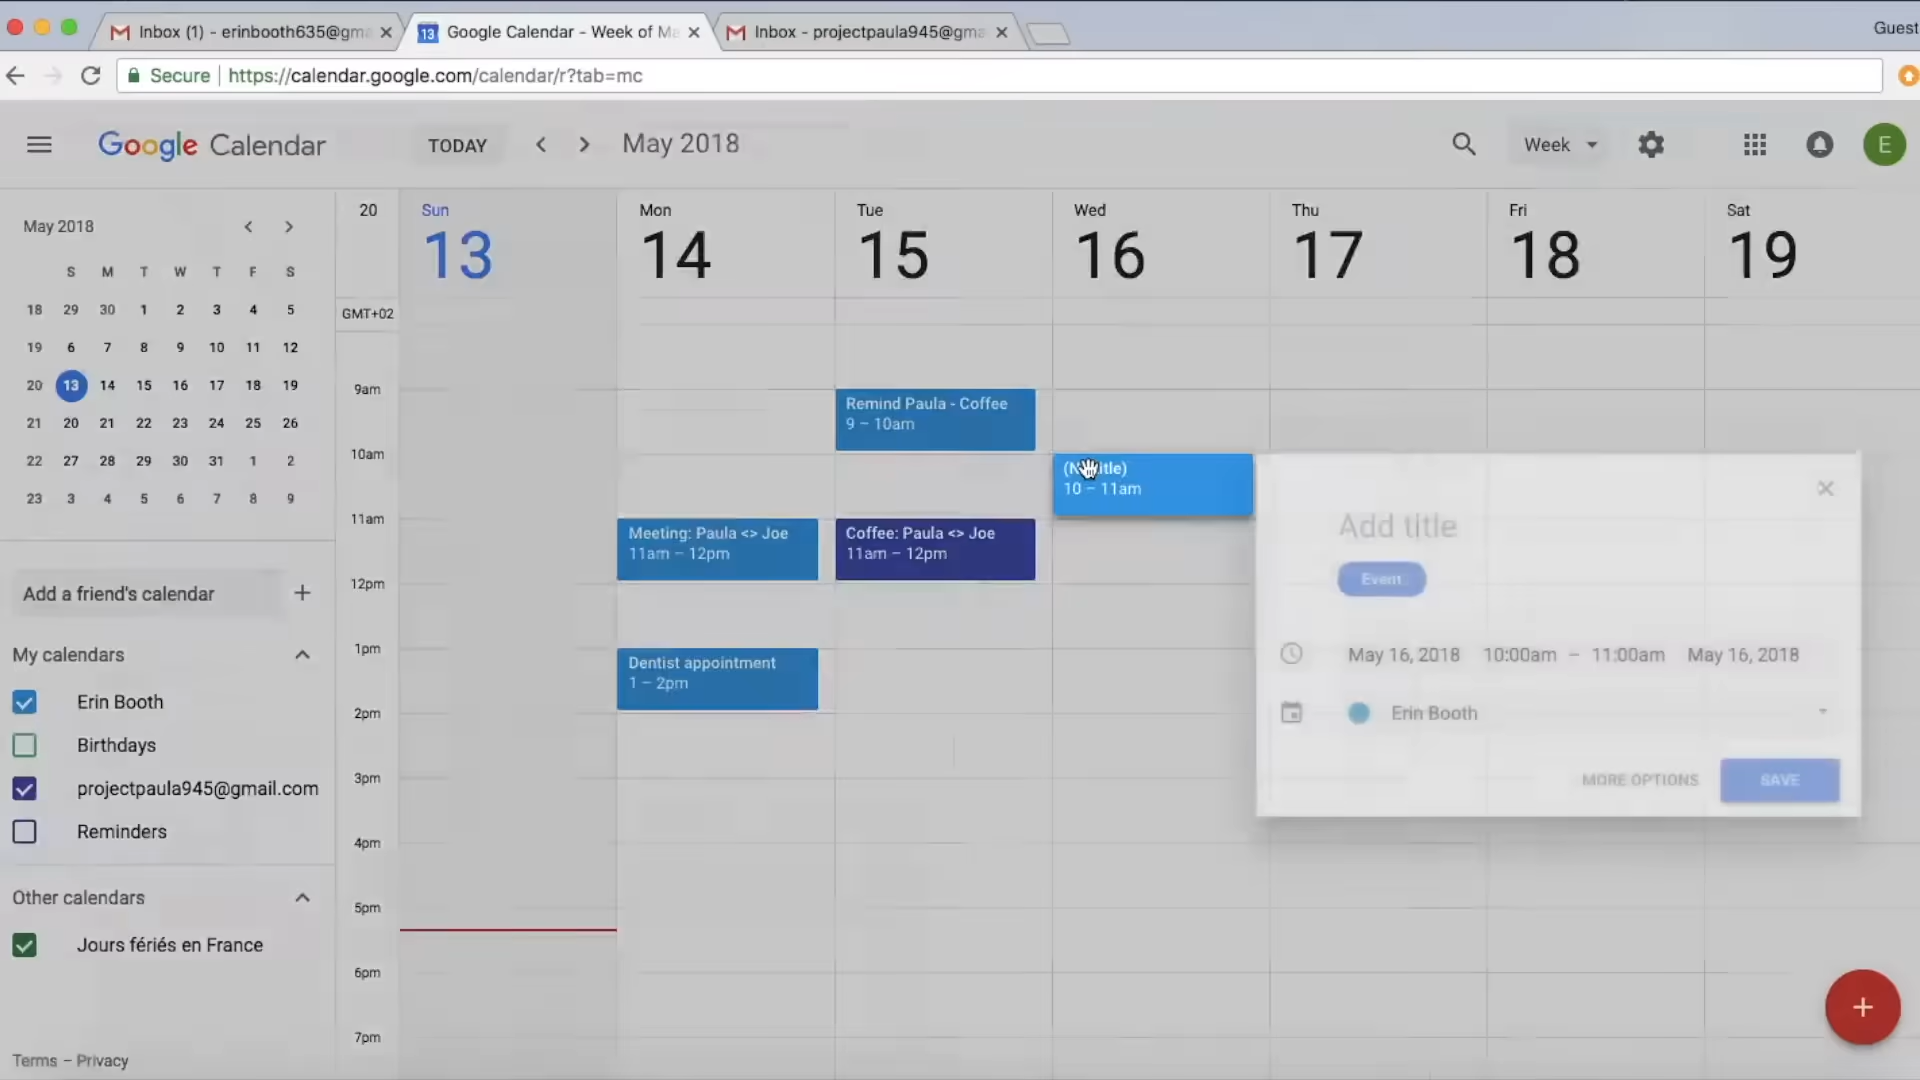 Inbox (1) - erinbooth635@gma
Google Calendar - Week of Ma
Inbox - projectpaula945@gma
Guest
Secure https://calendar.google.com/calendar/r?tab=mc
Google Calendar
TODAY
May 2018
Week
E
May 2018
S M T W T F S
18 29 30 1 2 3 4 5
19 6 7 8 9 10 11 12
20 13 14 15 16 17 18 19
21 20 21 22 23 24 25 26
22 27 28 29 30 31 1 2
23 3 4 5 6 7 8 9
Add a friend's calendar
My calendars
Erin Booth
Birthdays
projectpaula945@gmail.com
Reminders
Other calendars
Jours fériés en France
Terms – Privacy
20
Sun Mon Tue Wed Thu Fri Sat
13 14 15 16 17 18 19
GMT+02
9am
10am
11am
12pm
1pm
2pm
3pm
4pm
5pm
6pm
7pm
Meeting: Paula <> Joe
11am – 12pm
Dentist appointment
1 – 2pm
Remind Paula - Coffee
9 – 10am
Coffee: Paula <> Joe
11am – 12pm
10 – 11am
Add title
Event
May 16, 2018 10:00am – 11:00am May 16, 2018
Erin Booth
MORE OPTIONS
SAVE